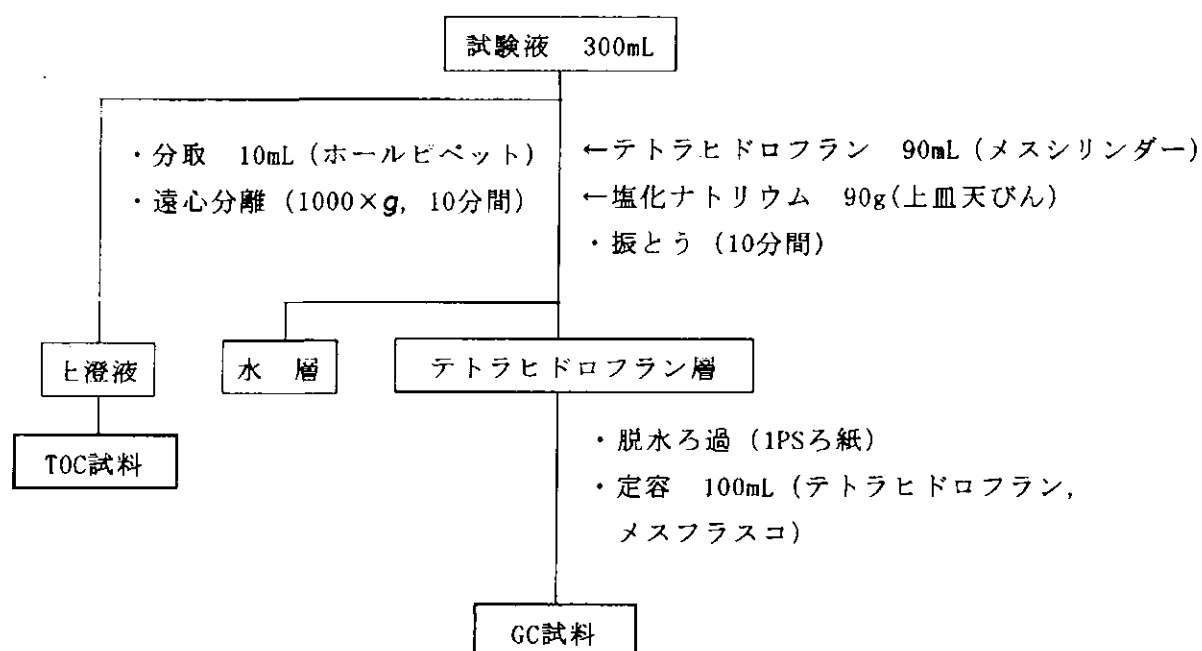 試験液 300mL
・分取 10mL (ホールピペット)
・遠心分離 (1000×g, 10分間)
←テトラヒドロフラン 90mL (メスシリンダー)
←塩化ナトリウム 90g(上皿天びん)
・振とう (10分間)
上澄液
水 層
テトラヒドロフラン層
TOC試料
・脱水ろ過 (1PSろ紙)
・定容 100mL (テトラヒドロフラン,
メスフラスコ)
GC試料